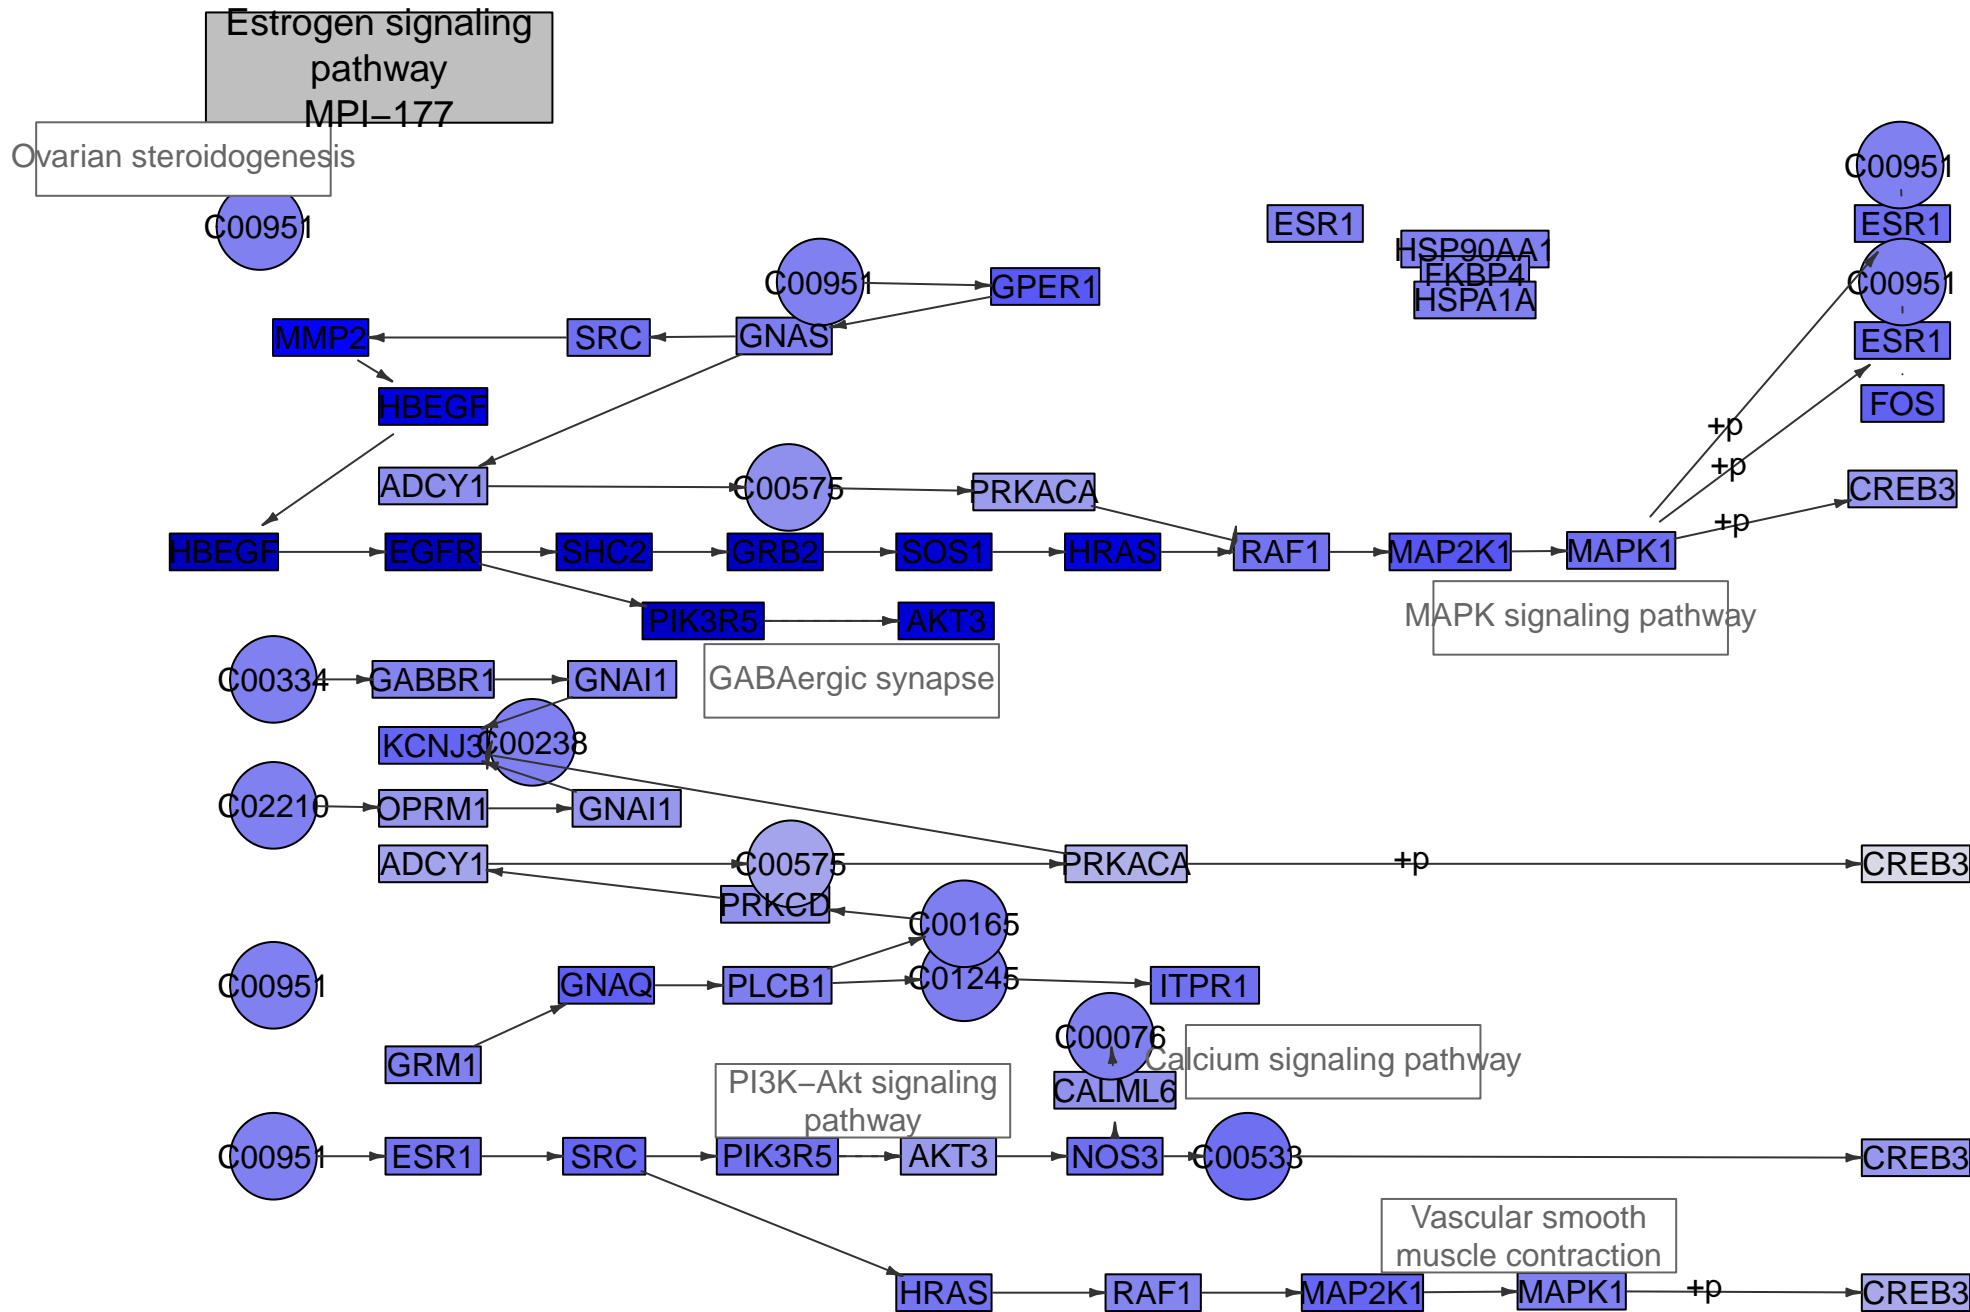 Estrogen signaling
pathway
MPI−177
Ovarian steroidogenesis
C00951
C00951
ESR1
ESR1
C00951
HSP90AA1
FKBP4
HSPA1A
C00951
GPER1
C00951
MMP2
SRC
GNAS
ESR1
HBEGF
FOS
+p
+p
ADCY1
C00575
PRKACA
CREB3
+p
HBEGF
EGFR
SHC2
GRB2
SOS1
HRAS
RAF1
MAP2K1
MAPK1
PIK3R5
AKT3
MAPK signaling pathway
C00334
GABBR1
GNAI1
GABAergic synapse
KCNJ3
C00238
C02210
OPRM1
GNAI1
ADCY1
C00575
PRKACA
+p
CREB3
PRKCD
C00165
C00951
GNAQ
PLCB1
C01245
ITPR1
C00076
Calcium signaling pathway
GRM1
PI3K−Akt signaling
pathway
CALML6
C00951
ESR1
SRC
PIK3R5
AKT3
NOS3
C00533
CREB3
Vascular smooth
muscle contraction
HRAS
RAF1
MAP2K1
MAPK1
+p
CREB3